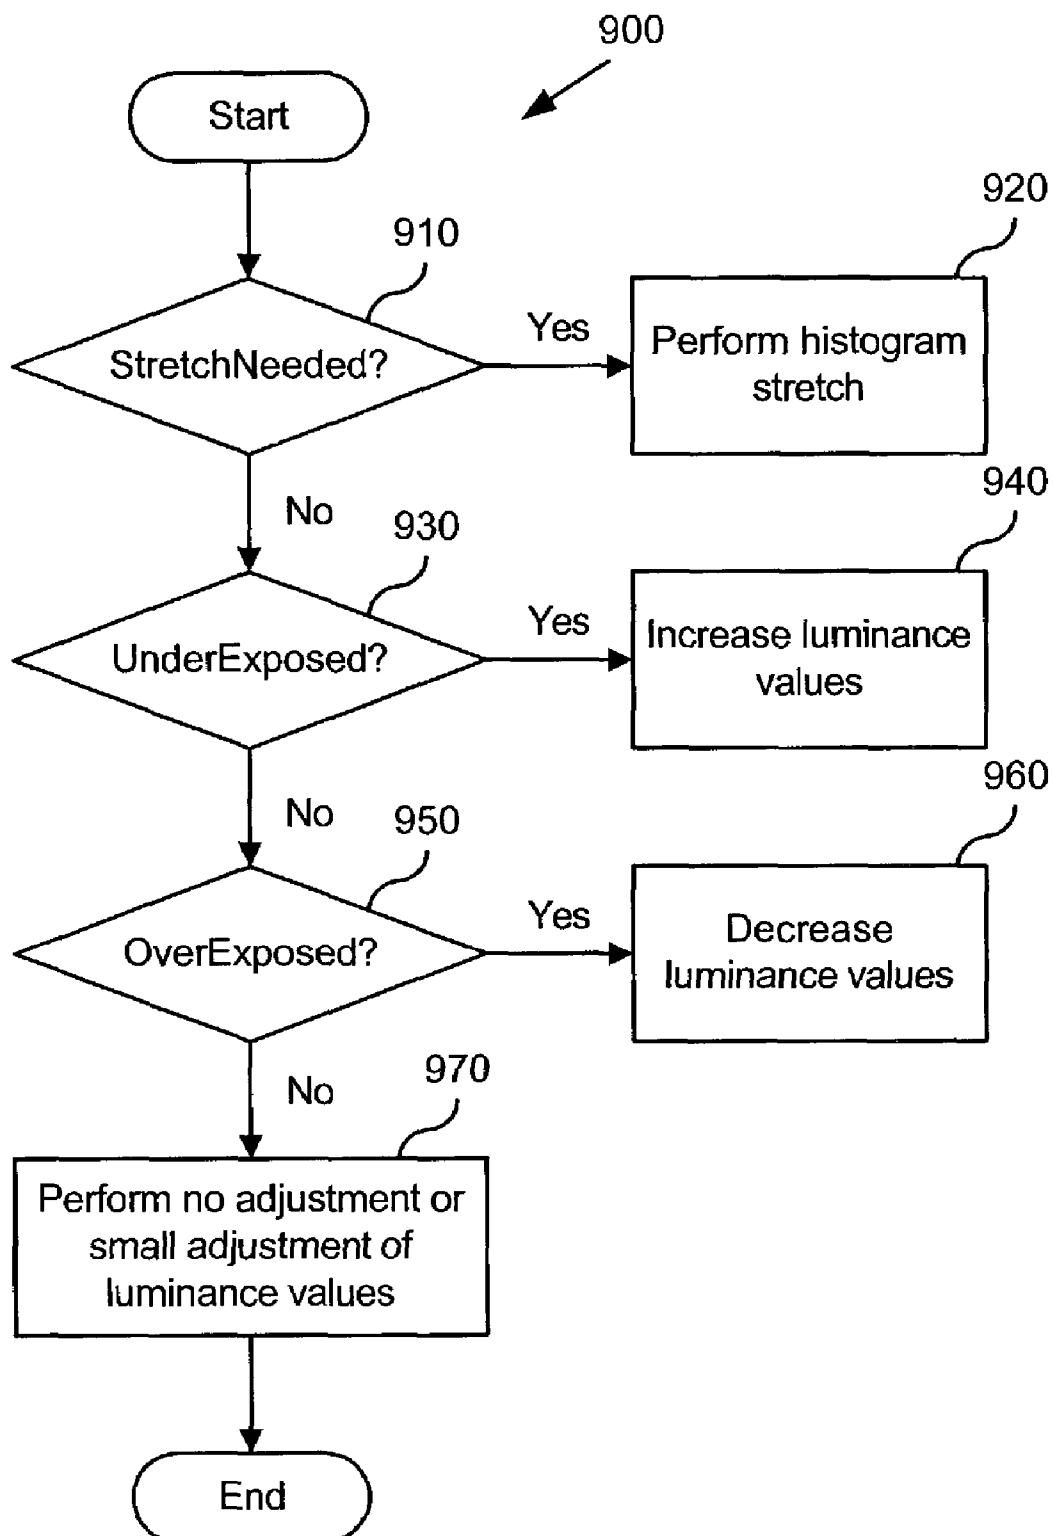 900
Start
920
910
StretchNeeded?
Yes
Perform histogram
stretch
No
940
930
UnderExposed?
Yes
Increase luminance
values
No
960
950
OverExposed?
Yes
Decrease
luminance values
No
970
Perform no adjustment or
small adjustment of
luminance values
End